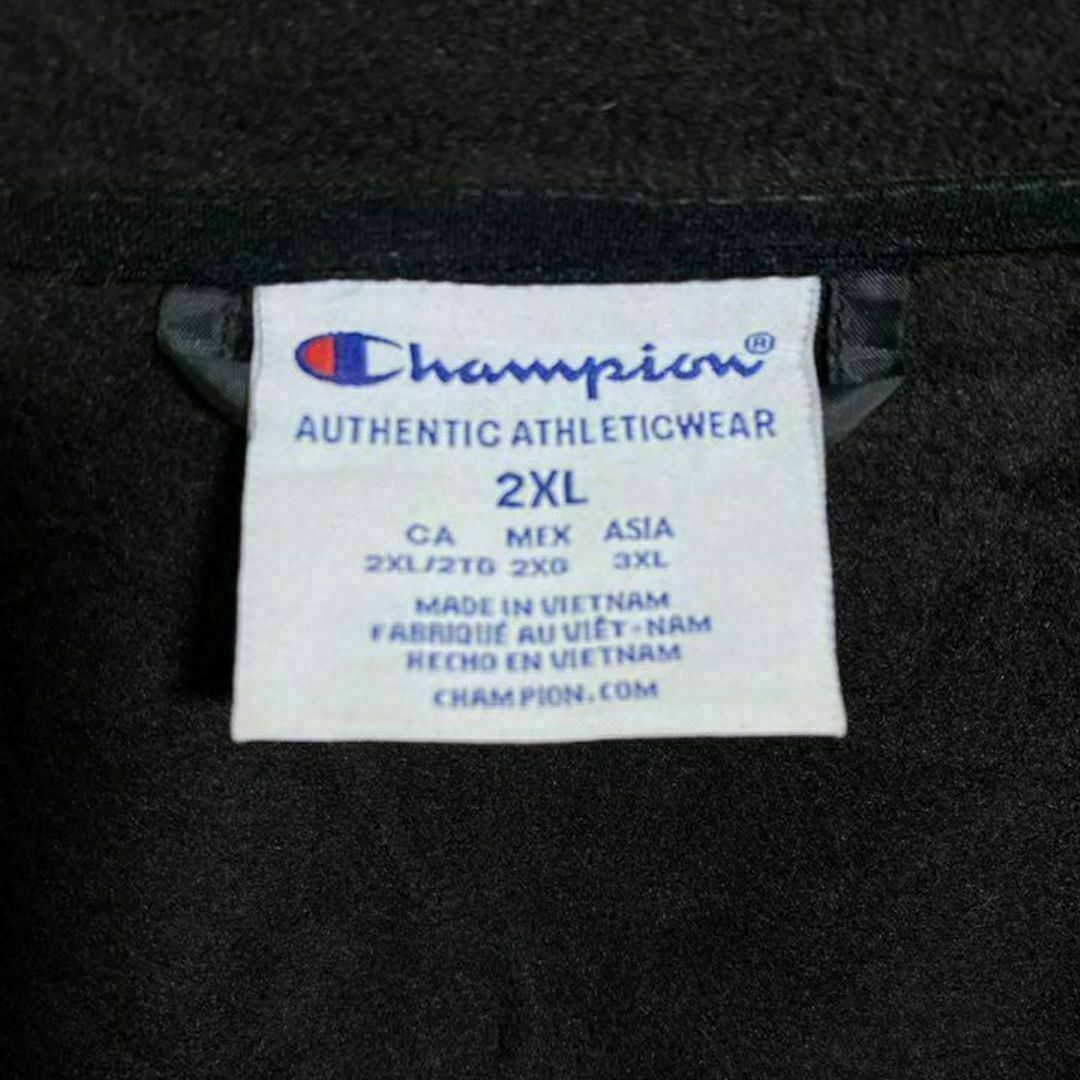 Champion®
AUTHENTIC ATHLETICWEAR
2XL
CA MEX ASIA
2XL/2TG 2XG 3XL
MADE IN VIETNAM
FABRIQUÉ AU VIÊT-NAM
HECHO EN VIETNAM
CHAMPION.COM